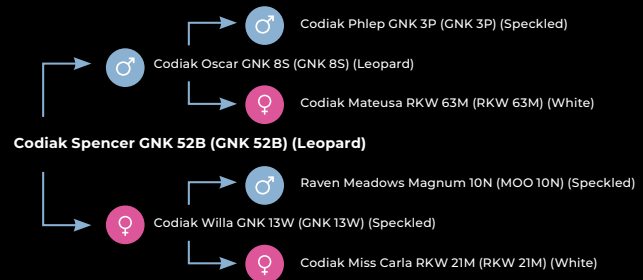 Codiak Phlep GNK 3P (GNK 3P) (Speckled)
Codiak Oscar GNK 8S (GNK 8S) (Leopard)
Codiak Mateusa RKW 63M (RKW 63M) (White)
Codiak Spencer GNK 52B (GNK 52B) (Leopard)
Raven Meadows Magnum 10N (MOO 10N) (Speckled)
Codiak Willa GNK 13W (GNK 13W) (Speckled)
Codiak Miss Carla RKW 21M (RKW 21M) (White)